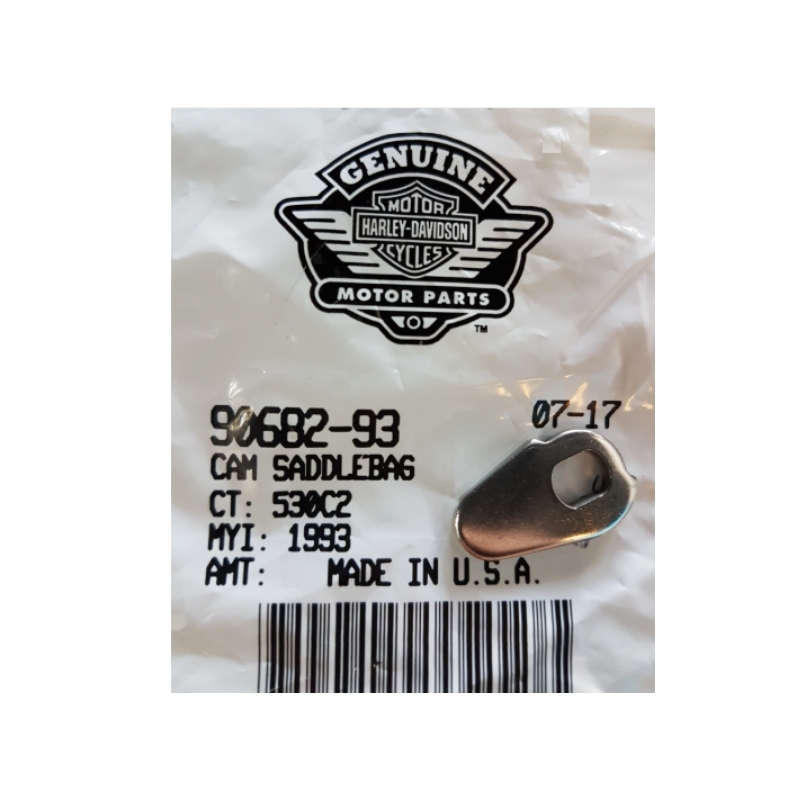 GENUINE
MOTOR
HARLEY-DAVIDSON
CYCLES
MOTOR PARTS
TM
90682-93 07-17
CAM SADDLEBAG
CT: 530C2
MYI: 1993
AMT: MADE IN U.S.A.